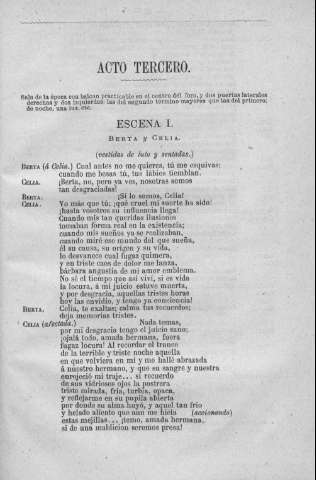 ACTO TERCERO.
Sala de la época con balcon practicable en el centro del foro, y dos puertas laterales
derechas y dos izquierdas: las del segundo término mayores que las del primero:
de noche, una luz, etc.
ESCENA I.
BERTA y CELIA.
(vestidas de luto y sentadas.)
BERTA (á Celia.) Cual antes no me quieres, tú me esquivas;
cuando me besas tú, tus lábios tiemblan.
CELIA. ¡Berta, no, pero ya ves, nosotras somos
tan desgraciadas!
BERTA. ¡Sí lo somos, Celia!
CELIA. Yo más que tú: ¡qué cruel mi suerte ha sido!
¡hasta vosotros su influencia llega!
Cuando mis tan queridas ilusiones
tomaban forma real en la existencia;
cuando mis sueños ya se realizaban,
cuando miré ese mundo del que sueña,
él su causa, su orígen y su vida,
lo desvanece cual fugaz quimera,
y en triste caos de dolor me lanza,
bárbara angustia de mi amor emblema.
No sé el tiempo que así viví, si es vida
la locura, á mi juicio estuve muerta,
y por desgracia, aquellas tristes horas
hoy las envidio, y tengo ya conciencia!
BERTA. Celia, te exaltas; calma tus recuerdos;
deja memorias tristes.
CELIA (afectada.) Nada temas,
por mi desgracia tengo el juicio sano;
¡ojalá todo, amada hermana, fuera
fugaz locura! Al recordar el trance
de la terrible y triste noche aquella
en que volviera en mí y me hallé abrazada
á nuestro hermano, y que su sangre y nuestra
enrojeció mi traje... si recuerdo
de sus vidriosos ojos la postrera
triste mirada, fria, turbia, opaca,
y reflejarme en su pupila abierta
por donde su alma huyó, y aquel tan frio
y helado aliento que aun me hiela (accionando)
estas mejillas... ¡temo, amada hermana,
si de una maldicion seremos presa!